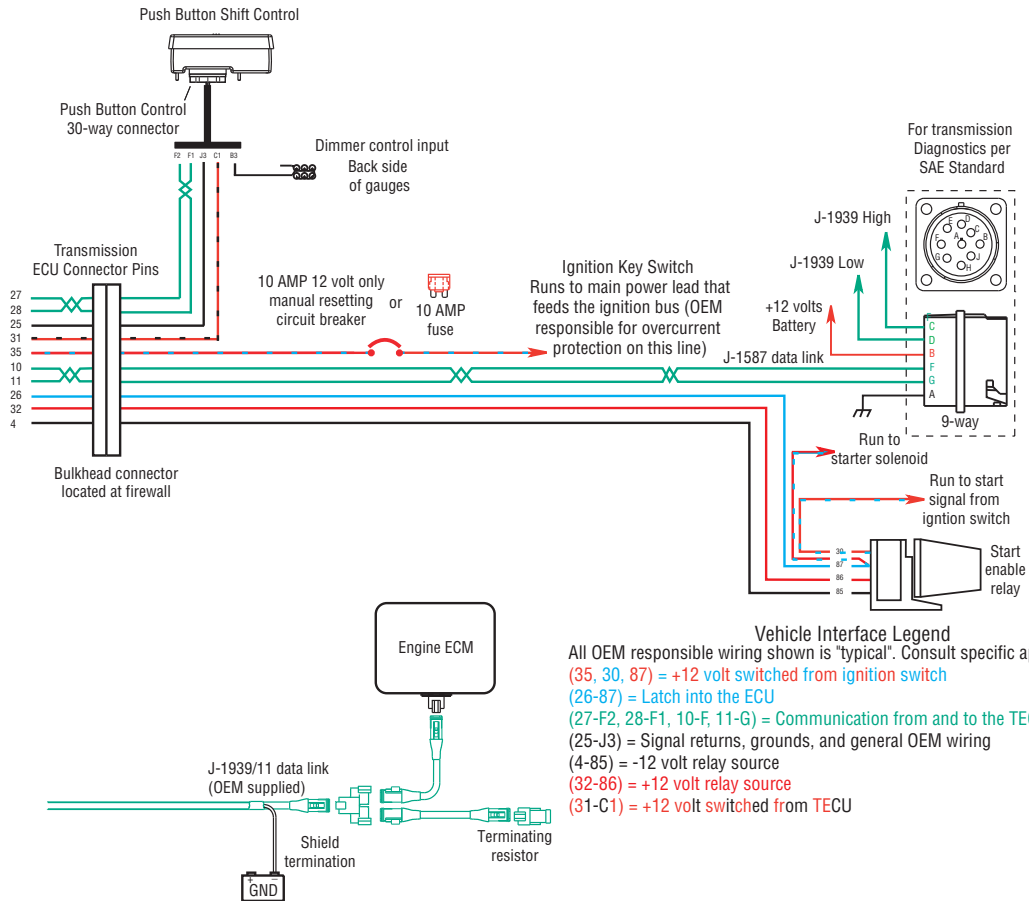 Push Button Shift Control
Push Button Control
30-way connector
F2 F1 J3 C1 B3
Dimmer control input
Back side
of gauges
For transmission
Diagnostics per
SAE Standard
E D C F A B G J H
J-1939 High
J-1939 Low
+12 volts
Battery
J-1587 data link
C
D
B
F
G
A
9-way
Transmission
ECU Connector Pins
27
28
25
31
35
10
11
26
32
4
Bulkhead connector
located at firewall
10 AMP 12 volt only
manual resetting
circuit breaker
or
10 AMP
fuse
Ignition Key Switch
Runs to main power lead that
feeds the ignition bus (OEM
responsible for overcurrent
protection on this line)
Run to
starter solenoid
Run to start
signal from
igntion switch
30
87
86
85
Start
enable
relay
Engine ECM
J-1939/11 data link
(OEM supplied)
Shield
termination
+ −
GND
Terminating
resistor
Vehicle Interface Legend
All OEM responsible wiring shown is "typical". Consult specific a
(35, 30, 87) = +12 volt switched from ignition switch
(26-87) = Latch into the ECU
(27-F2, 28-F1, 10-F, 11-G) = Communication from and to the TE
(25-J3) = Signal returns, grounds, and general OEM wiring
(4-85) = -12 volt relay source
(32-86) = +12 volt relay source
(31-C1) = +12 volt switched from TECU